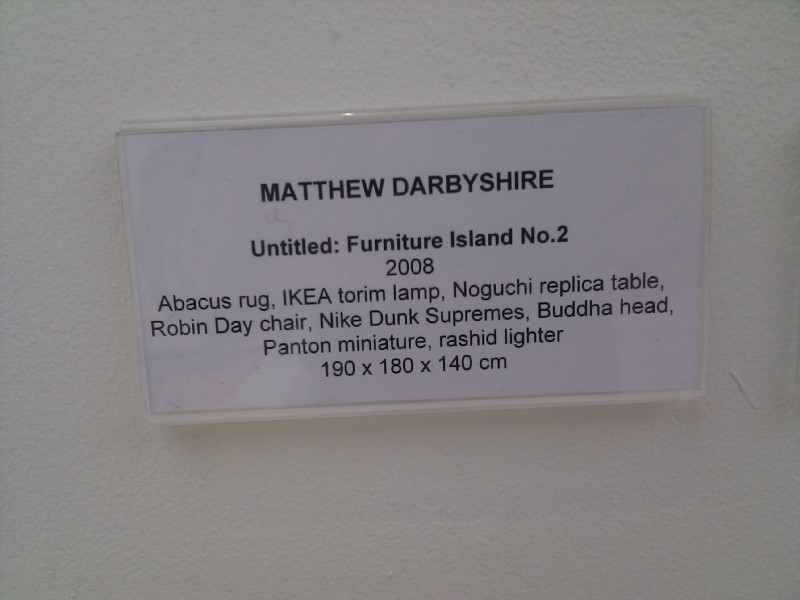 MATTHEW DARBYSHIRE
Untitled: Furniture Island No.2
2008
Abacus rug, IKEA torim lamp, Noguchi replica table,
Robin Day chair, Nike Dunk Supremes, Buddha head,
Panton miniature, rashid lighter
190 x 180 x 140 cm